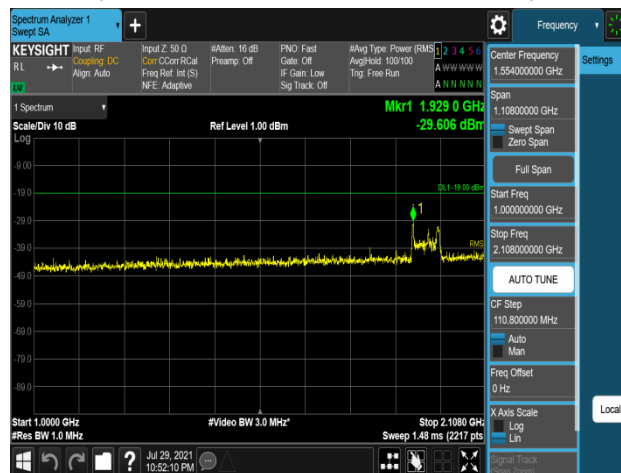 Spectrum Analyzer 1
Swept SA
+
Frequency
KEYSIGHT
RL
Input: RF
Coupling: DC
Align: Auto
Input Z: 50 Ω
Corr CCorr RCal
Freq Ref: Int (S)
NFE: Adaptive
#Atten: 16 dB
Preamp: Off
PNO: Fast
Gate: Off
IF Gain: Low
Sig Track: Off
#Avg Type: Power (RMS
Avg|Hold: 100/100
Trig: Free Run
1 2 3 4 5 6
A W W W W W
A N N N N N
Center Frequency
1.554000000 GHz
Settings
Span
1.10800000 GHz
Swept Span
Zero Span
Full Span
Start Freq
1.000000000 GHz
Stop Freq
2.108000000 GHz
AUTO TUNE
CF Step
110.800000 MHz
Auto
Man
Freq Offset
0 Hz
X Axis Scale
Log
Lin
Signal Track
(Span Zoom)
Local
1 Spectrum
Mkr1 1.929 0 GHz
Scale/Div 10 dB
Ref Level 1.00 dBm
-29.606 dBm
Log
-9.00
-19.0
DL1 -19.00 dBm
1
-29.0
-39.0
RMS
-49.0
-59.0
-69.0
-79.0
-89.0
Start 1.0000 GHz
#Video BW 3.0 MHz*
Stop 2.1080 GHz
#Res BW 1.0 MHz
Sweep 1.48 ms (2217 pts
?
Jul 29, 2021
10:52:10 PM